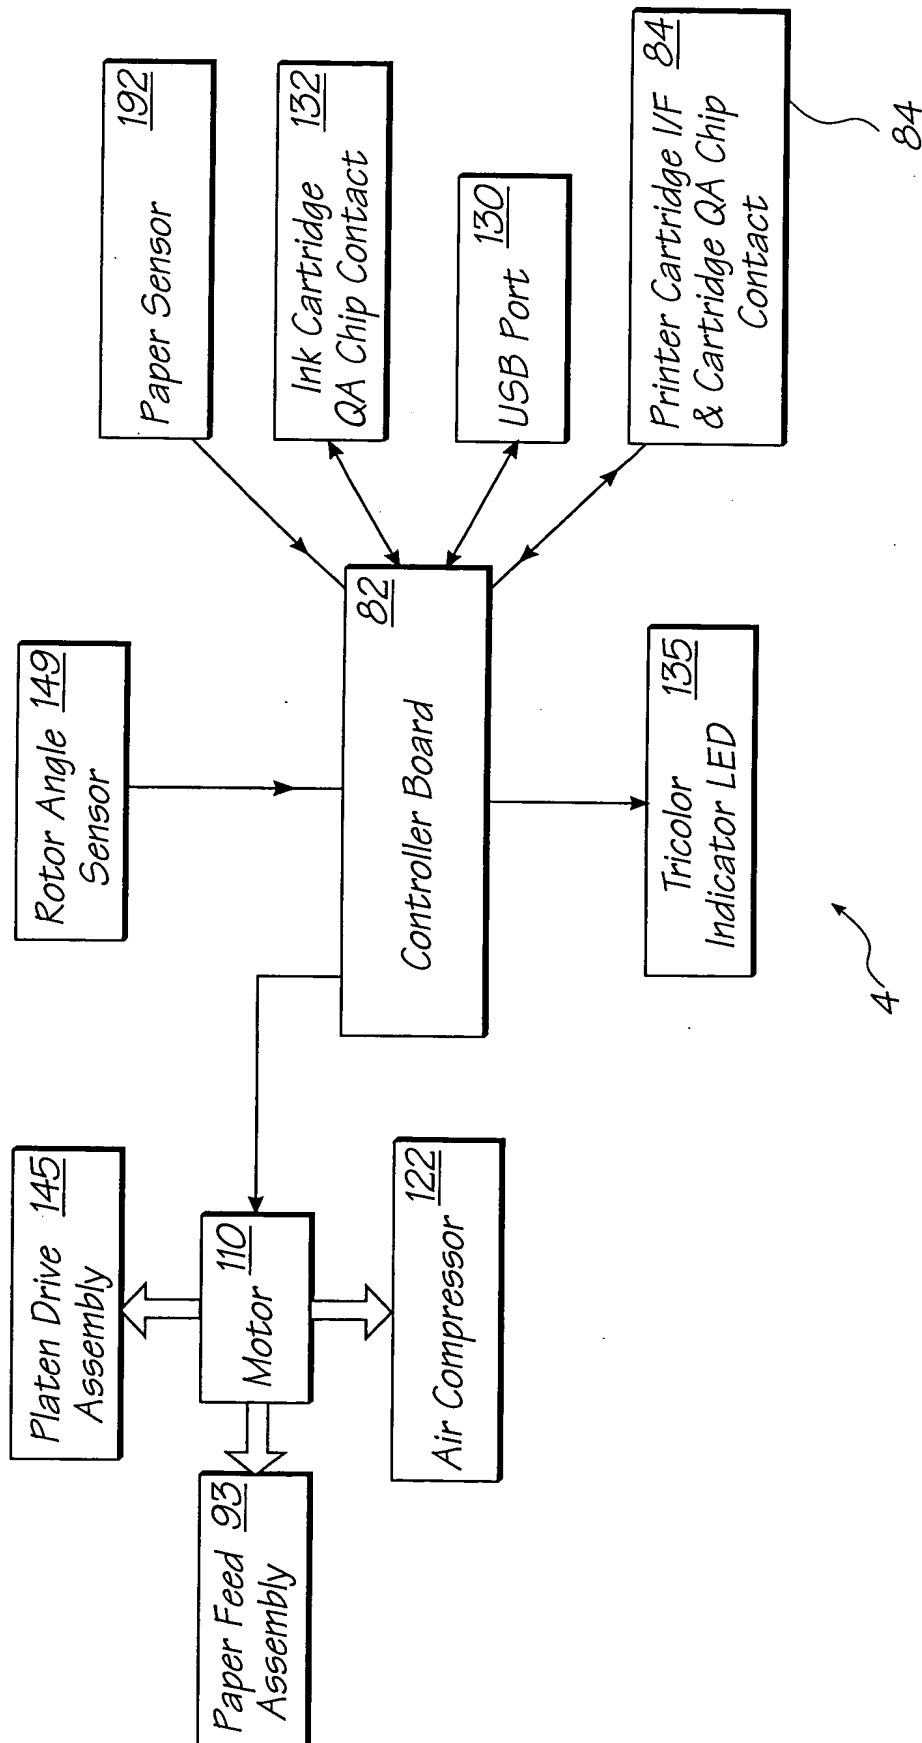 Paper Feed 93
Assembly
Platen Drive 145
Assembly
110
Motor
122
Air Compressor
Rotor Angle 149
Sensor
82
Controller Board
135
Tricolor
Indicator LED
192
Paper Sensor
132
Ink Cartridge
QA Chip Contact
130
USB Port
Printer Cartridge I/F 84
& Cartridge QA Chip
Contact
84
4